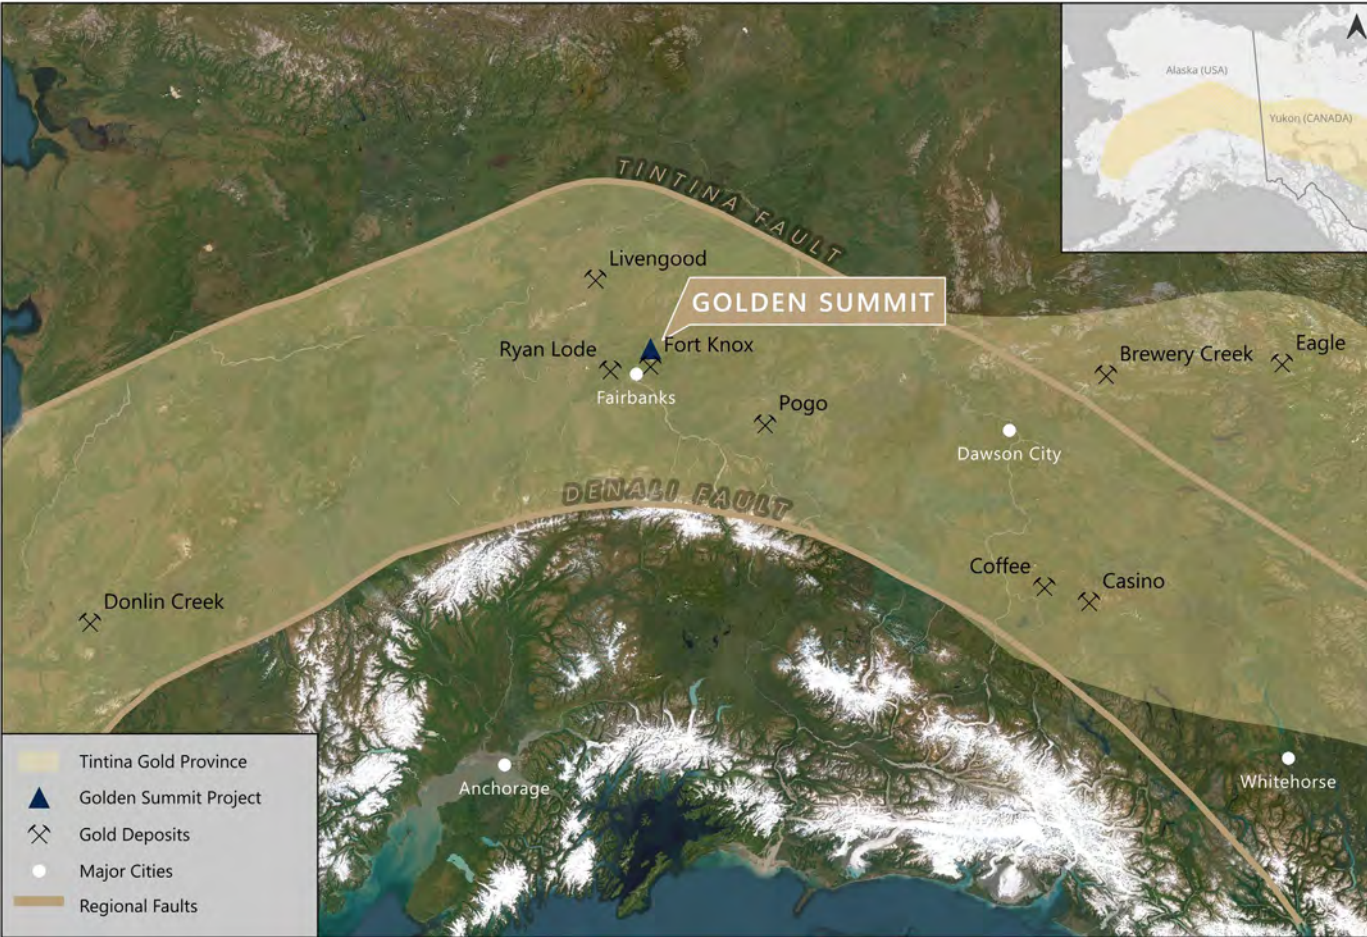 Alaska (USA)
Yukon (CANADA)
TINTINA FAULT
Livengood
GOLDEN SUMMIT
Ryan Lode
Fort Knox
Fairbanks
Brewery Creek
Eagle
Pogo
Dawson City
DENALI FAULT
Coffee
Casino
Donlin Creek
Anchorage
Whitehorse
Tintina Gold Province
Golden Summit Project
Gold Deposits
Major Cities
Regional Faults